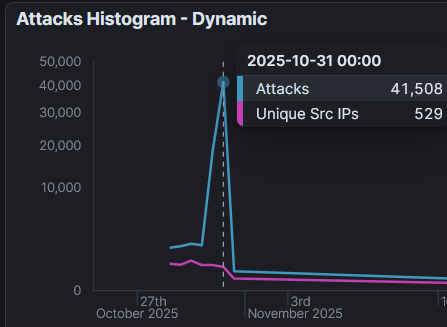 Attacks Histogram - Dynamic
50,000
2025-10-31 00:00
40,000
Attacks 41,508
30,000
Unique Src IPs 529
20,000
10,000
0
27th 3rd
October 2025 November 2025